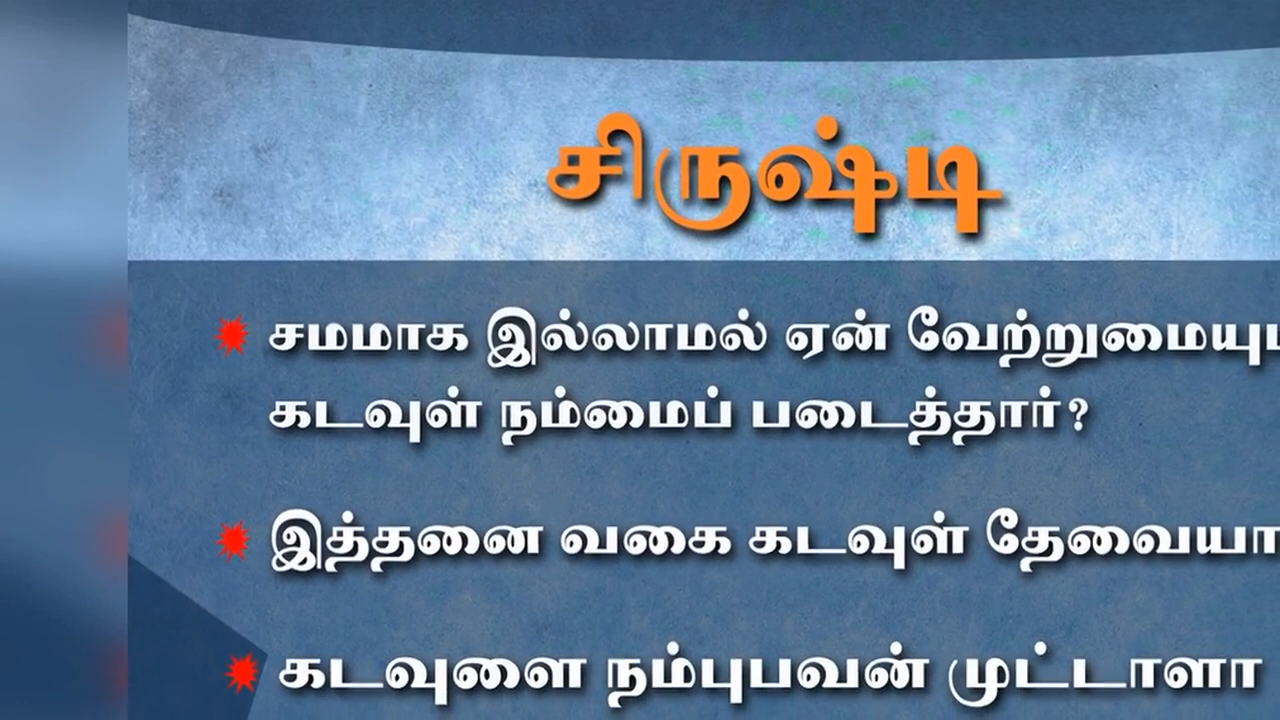 சிருஷ்டி
சமமாக இல்லாமல் ஏன்
கடவுள் நம்மைப் படைத்தார்?
இத்தனை வகை கடவுள்
கடவுளை நம்புபவன் முட்டாளா